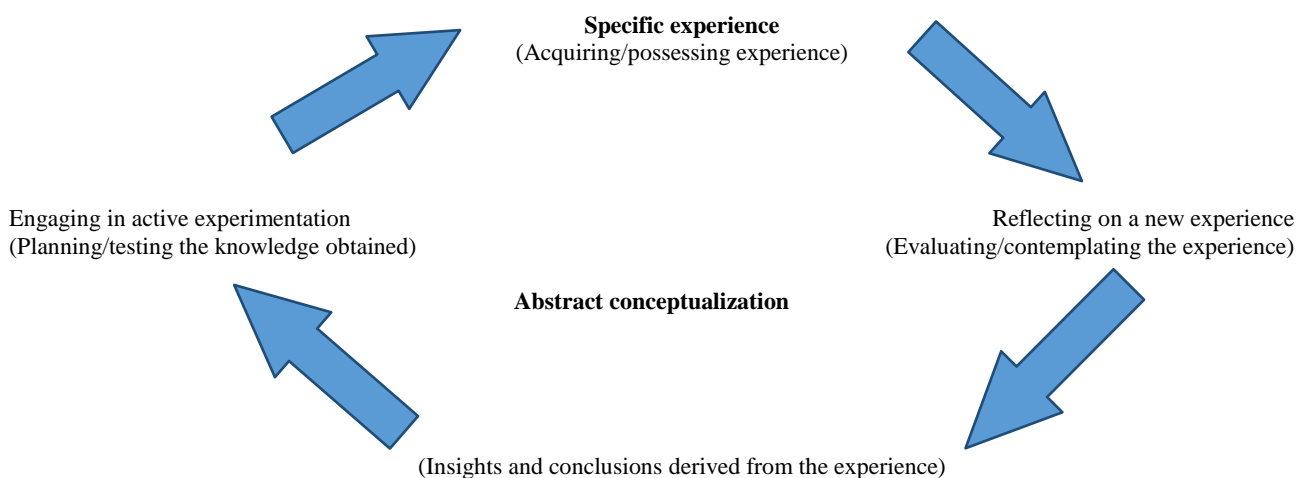 Specific experience
(Acquiring/possessing experience)
Engaging in active experimentation
(Planning/testing the knowledge obtained)
Reflecting on a new experience
(Evaluating/contemplating the experience)
Abstract conceptualization
(Insights and conclusions derived from the experience)